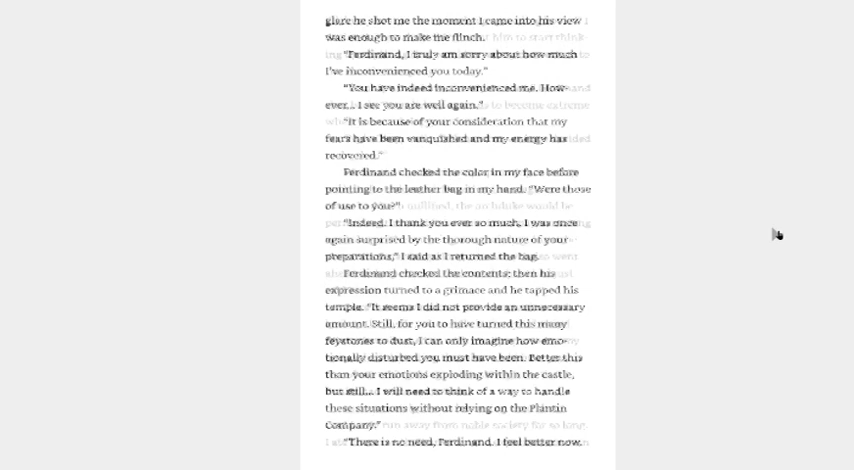 glare he shot me the moment I came into his view
was enough to make me flinch.
“Ferdinand, I truly am sorry about how much
I’ve inconvenienced you today.”
“You have indeed inconvenienced me. How-
ever... I see you are well again.”
“It is because of your consideration that my
fears have been vanquished and my energy has
recovered.”
Ferdinand checked the color in my face before
pointing to the leather bag in my hand. “Were those
of use to you?”
“Indeed. I thank you ever so much. I was once
again surprised by the thorough nature of your
preparations,” I said as I returned the bag.
Ferdinand checked the contents; then his
expression turned to a grimace and he tapped his
temple. “It seems I did not provide an unnecessary
amount. Still, for you to have turned this many
feystones to dust, I can only imagine how emo-
tionally disturbed you must have been. Better this
than your emotions exploding within the castle,
but still... I will need to think of a way to handle
these situations without relying on the Plantin
Company.”
“There is no need, Ferdinand. I feel better now.